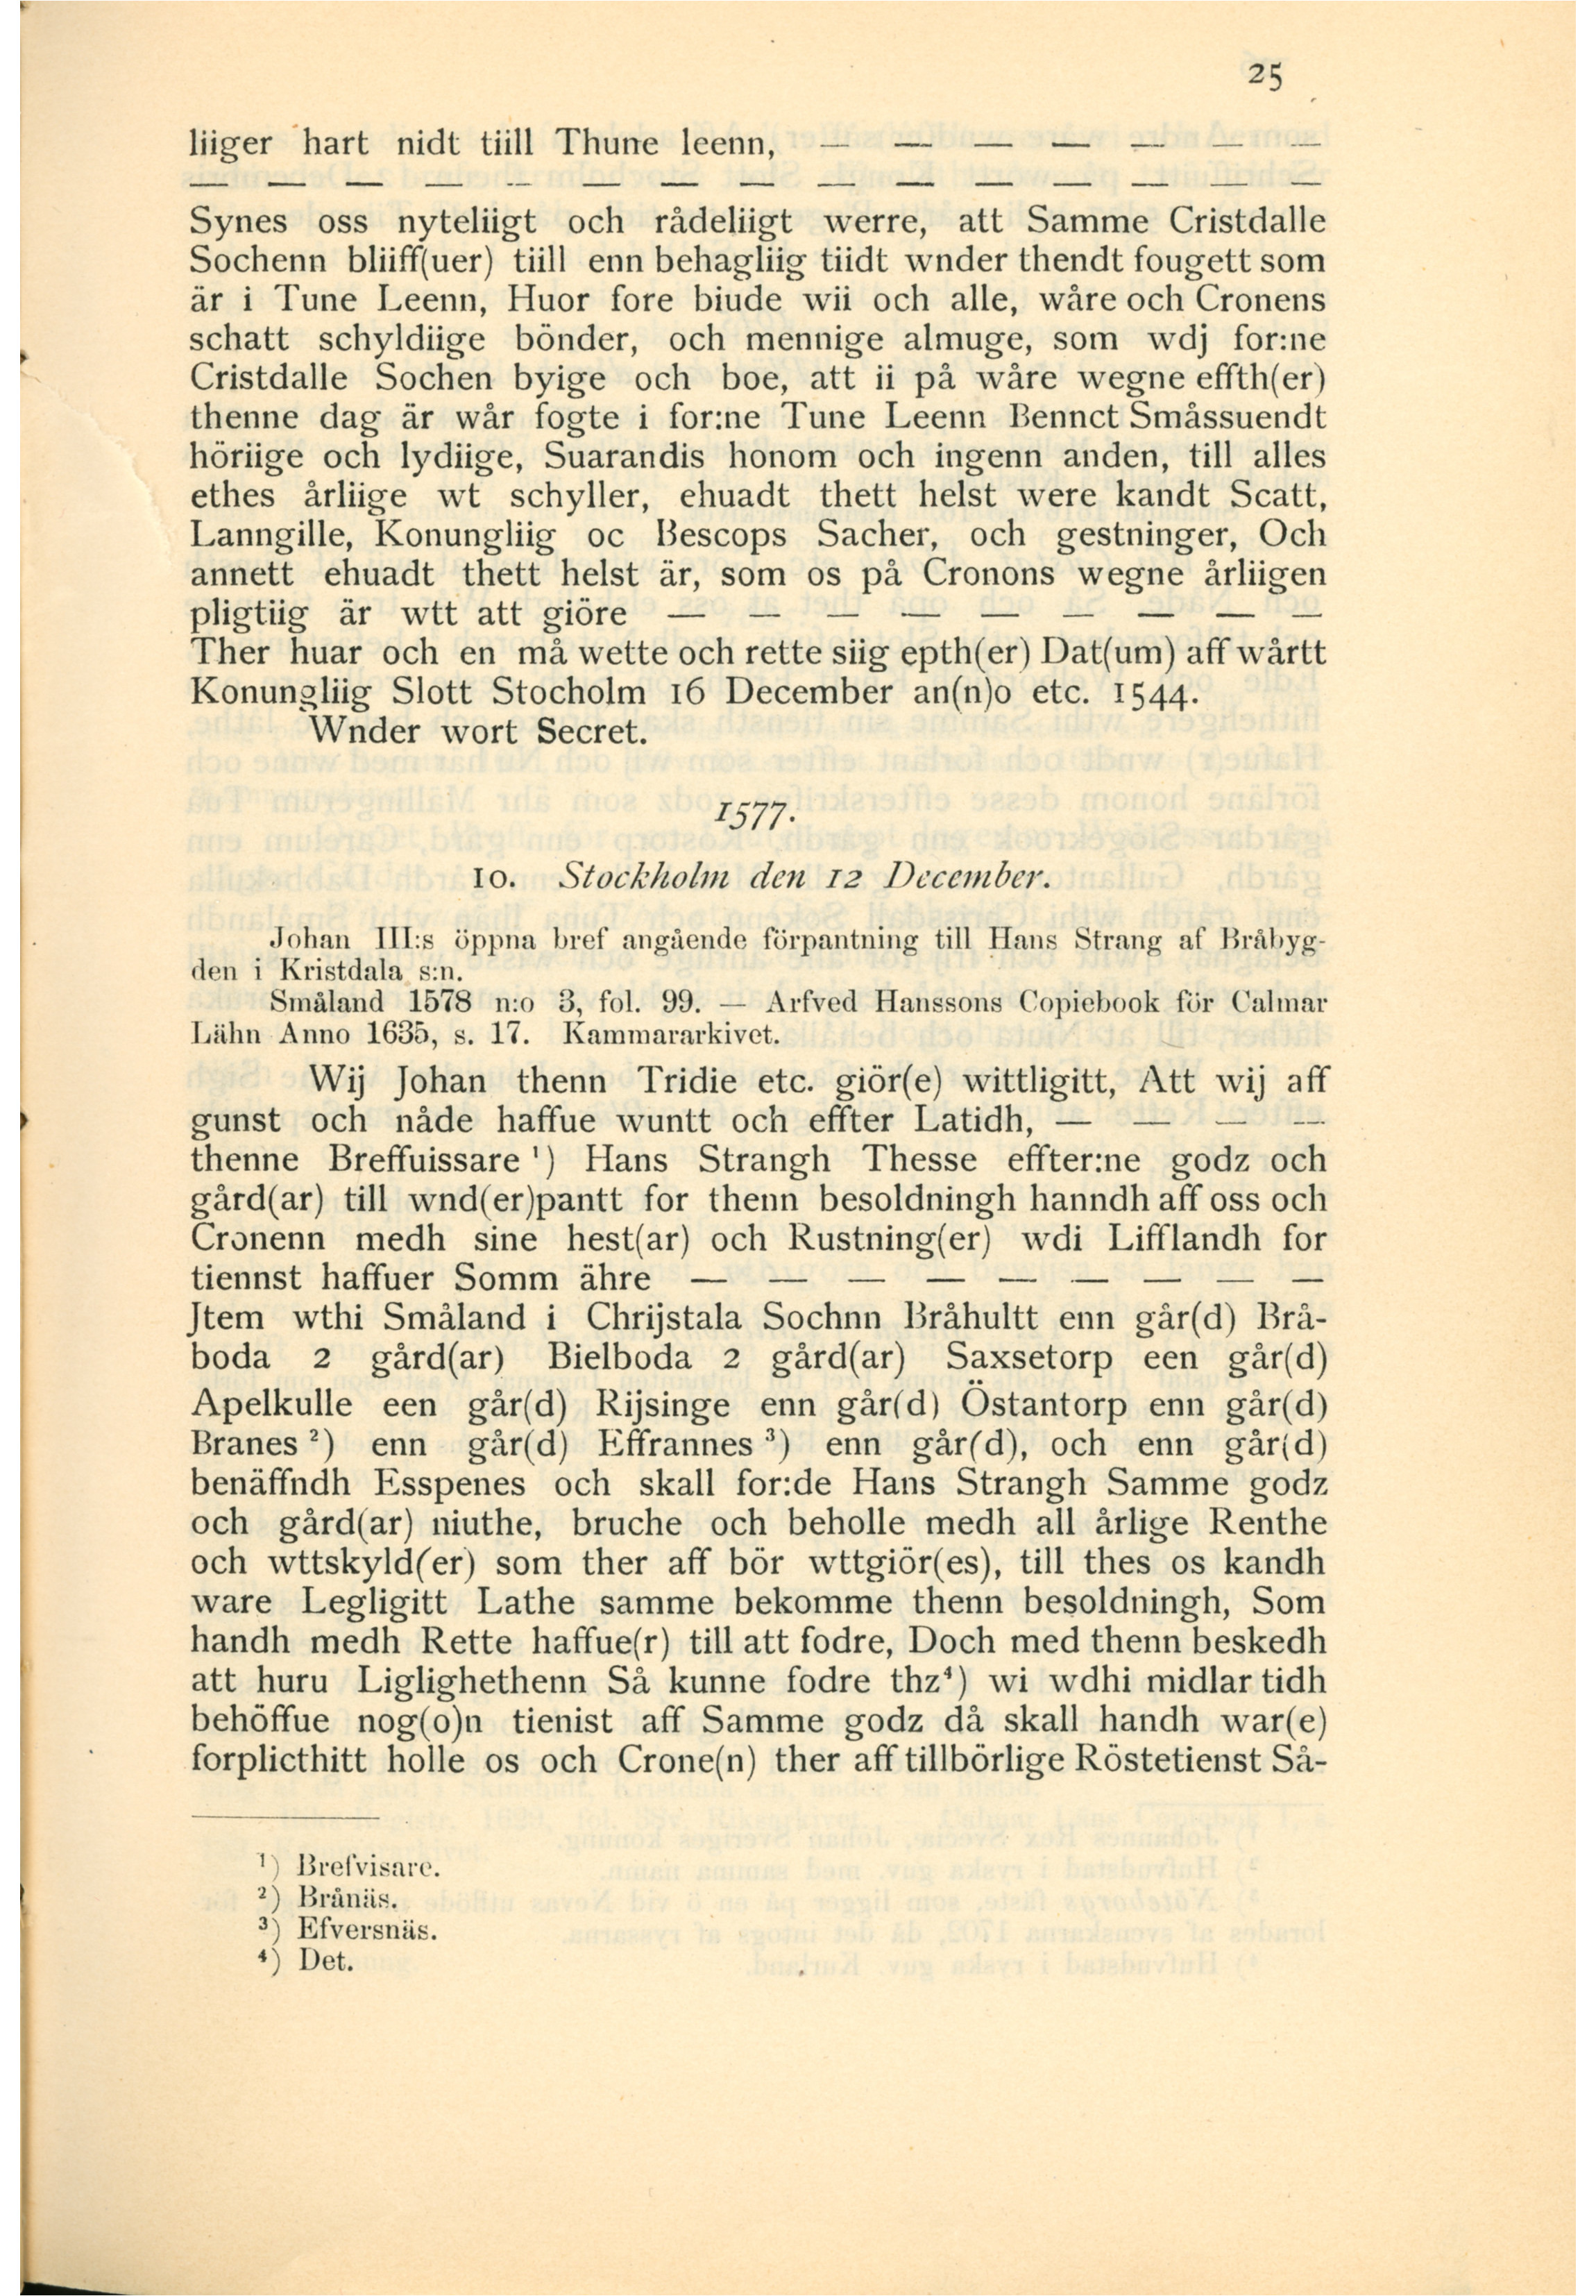 25
liiger hart nidt tiill Thune leenn, — — — — — — —
— — — — — — — — — — — — — — —
Synes oss nyteliigt och rådeliigt werre, att Samme Cristdalle
Sochenn bliiff(uer) tiill enn behagliig tiidt wnder thendt fougett som
är i Tune Leenn, Huor fore biude wii och alle, wåre och Cronens
schatt schyldiige bönder, och mennige almuge, som wdj for:ne
Cristdalle Sochen byige och boe, att ii på wåre wegne effth(er)
thenne dag är wår fogte i for:ne Tune Leenn Bennct Småssuendt
höriige och lydiige, Suarandis honom och ingenn anden, till alles
ethes årliige wt schyller, ehuadt thett helst were kandt Scatt,
Lanngille, Konungliig oc Bescops Sacher, och gestninger, Och
annett ehuadt thett helst är, som os på Cronons wegne årliigen
pligtiig är wtt att giöre — — — — — — — — —
Ther huar och en må wette och rette siig epth(er) Dat(um) aff wårtt
Konungliig Slott Stocholm 16 December an(n)o etc. 1544.
Wnder wort Secret.
1577.
10. Stockholm den 12 December.
Johan III:s öppna bref angående förpantning till Hans Strang af Bråbyg-
den i Kristdala s:n.
Småland 1578 n:o 3, fol. 99. — Arfved Hanssons Copiebook för Calmar
Lähn Anno 1635, s. 17. Kammararkivet.
Wij Johan thenn Tridie etc. giör(e) wittligitt, Att wij aff
gunst och nåde haffue wuntt och effter Latidh, — — — —
thenne Breffuissare ¹) Hans Strangh Thesse effter:ne godz och
gård(ar) till wnd(er)pantt for thenn besoldningh hanndh aff oss och
Cronenn medh sine hest(ar) och Rustning(er) wdi Lifflandh for
tiennst haffuer Somm ähre — — — — — — — — —
Jtem wthi Småland i Chrijstala Sochnn Bråhultt enn går(d) Brå-
boda 2 gård(ar) Bielboda 2 gård(ar) Saxsetorp een går(d)
Apelkulle een går(d) Rijsinge enn går(d) Östantorp enn går(d)
Branes ²) enn går(d) Effrannes ³) enn går(d), och enn går(d)
benäffndh Esspenes och skall for:de Hans Strangh Samme godz
och gård(ar) niuthe, bruche och beholle medh all årlige Renthe
och wttskyld(er) som ther aff bör wttgiör(es), till thes os kandh
ware Legligitt Lathe samme bekomme thenn besoldningh, Som
handh medh Rette haffue(r) till att fodre, Doch med thenn beskedh
att huru Liglighethenn Så kunne fodre thz⁴) wi wdhi midlar tidh
behöffue nog(o)n tienist aff Samme godz då skall handh war(e)
forplicthitt holle os och Crone(n) ther aff tillbörlige Röstetienst Så-
¹) Brefvisare.
²) Brånäs.
³) Efversnäs.
⁴) Det.